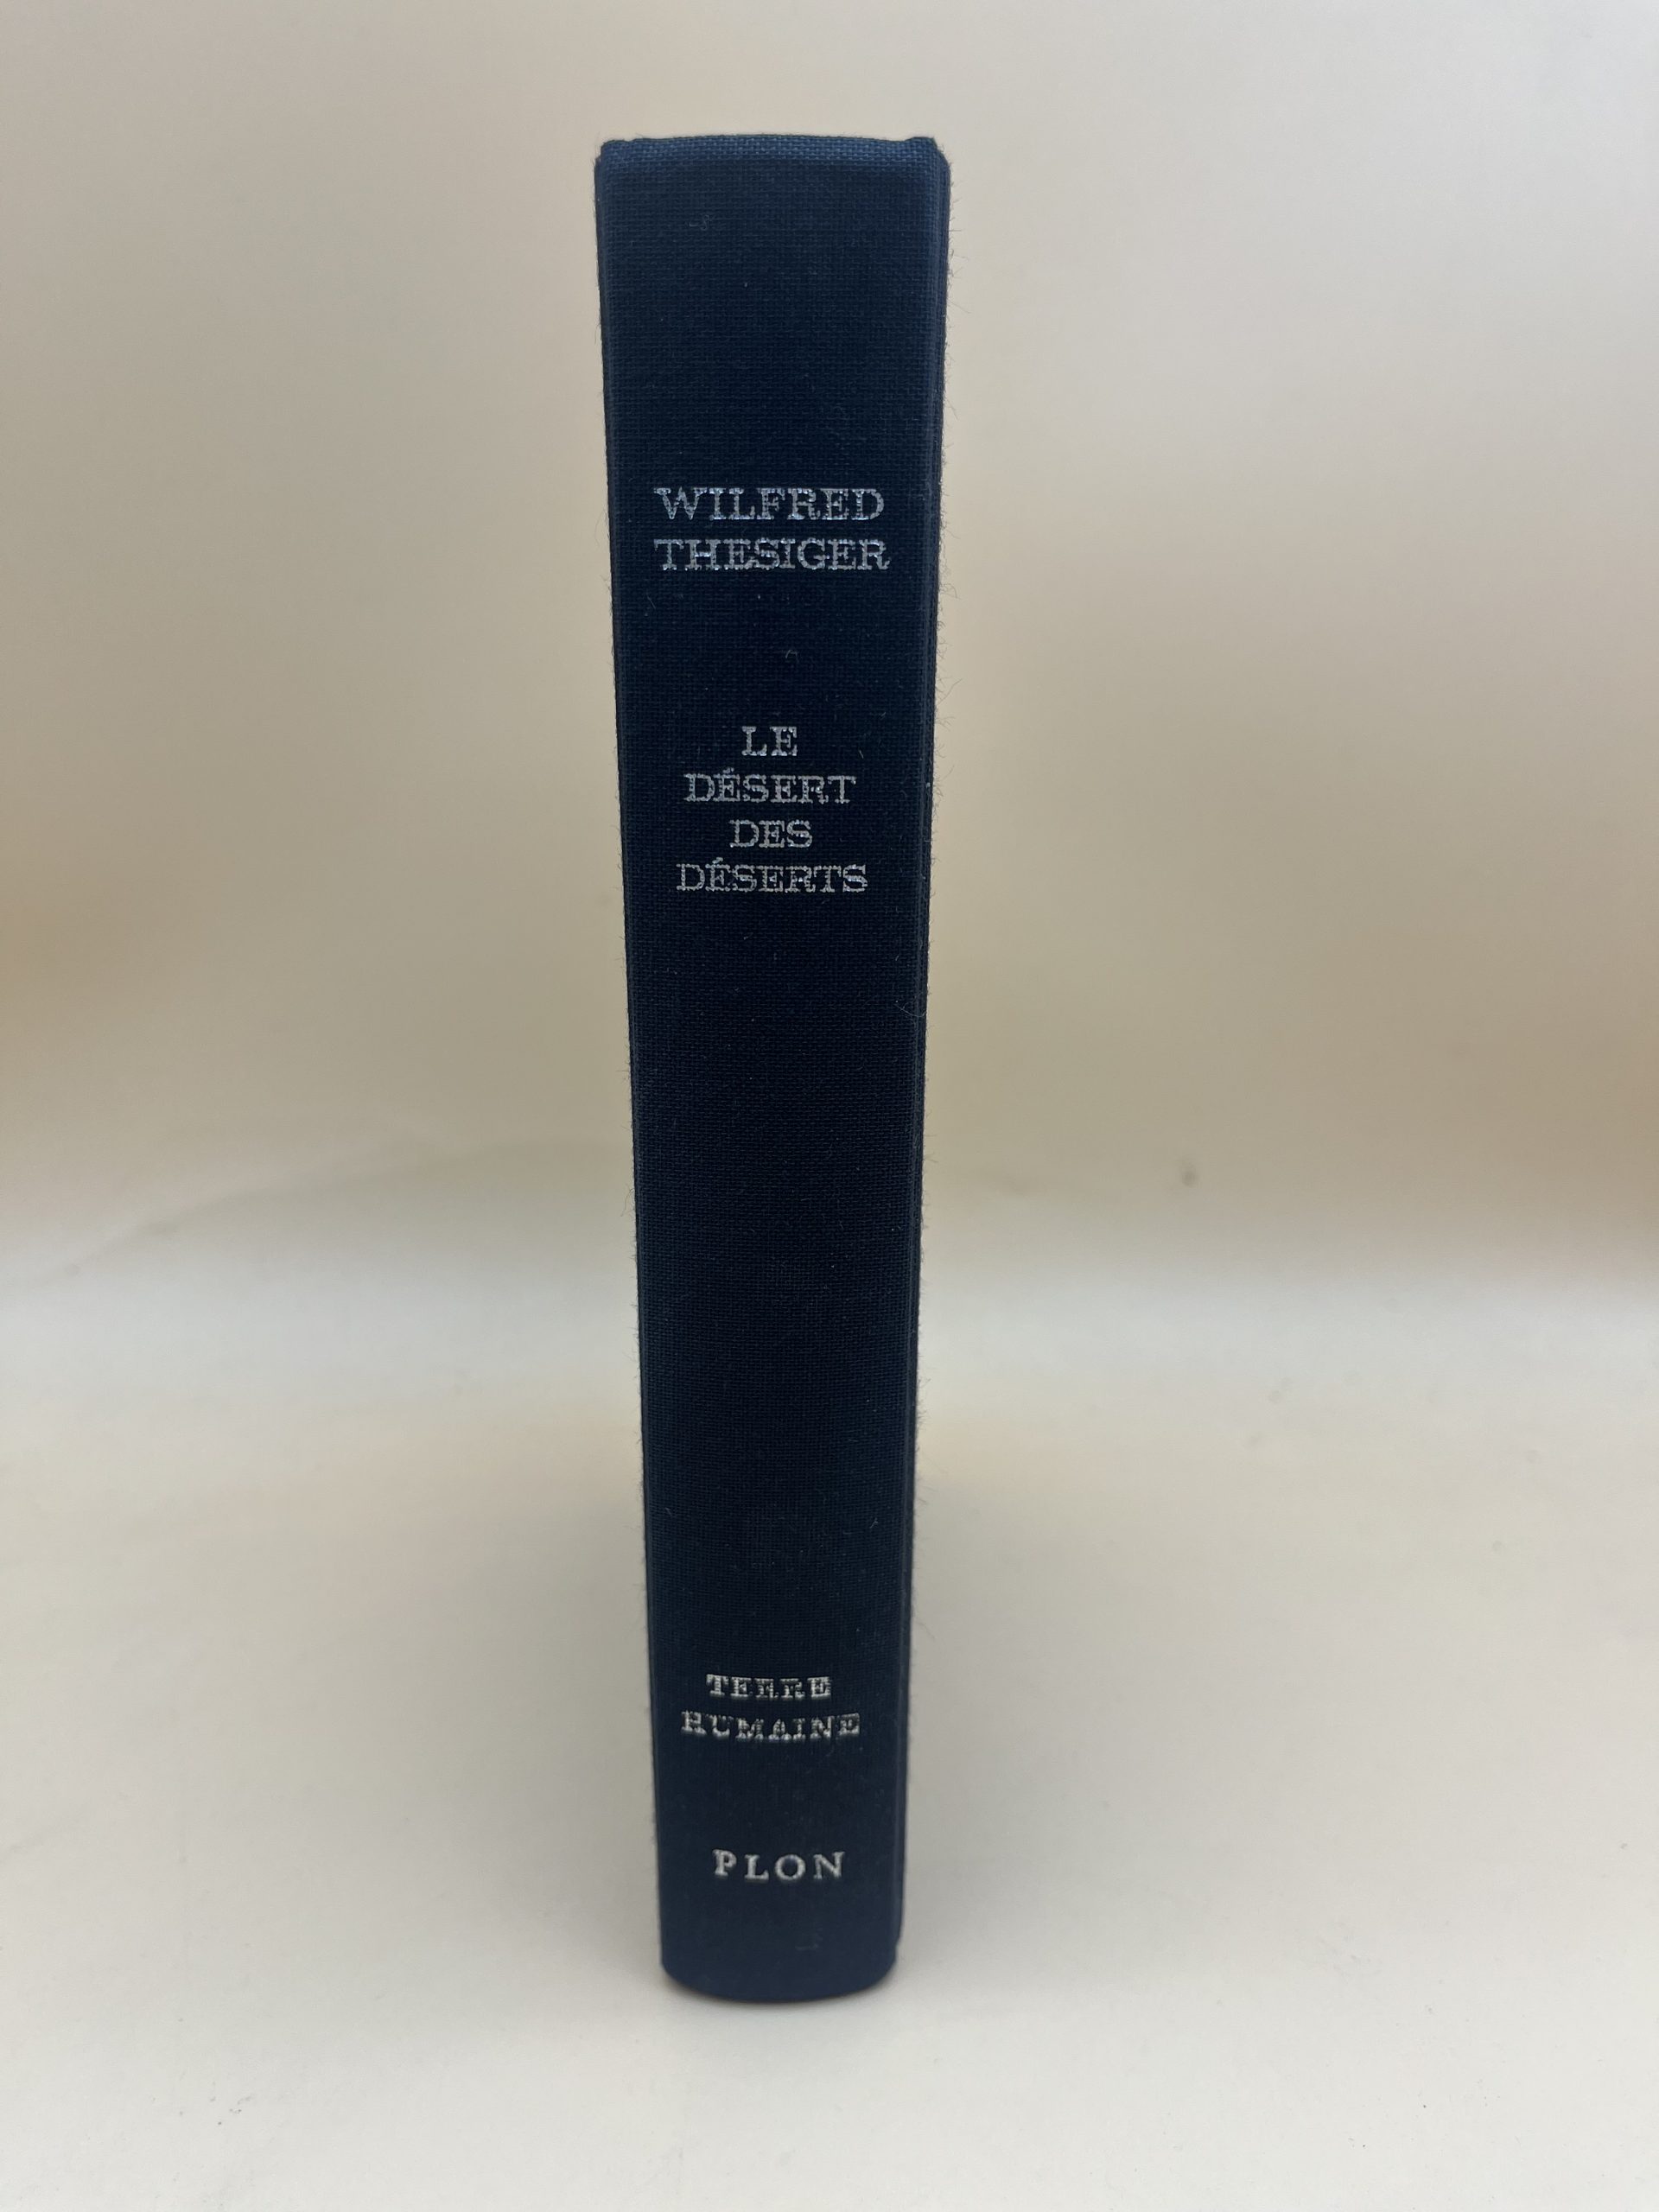 WILFRED
THESIGER
LE
DÉSERT
DES
DÉSERTS
TERRE
HUMAINE
PLON